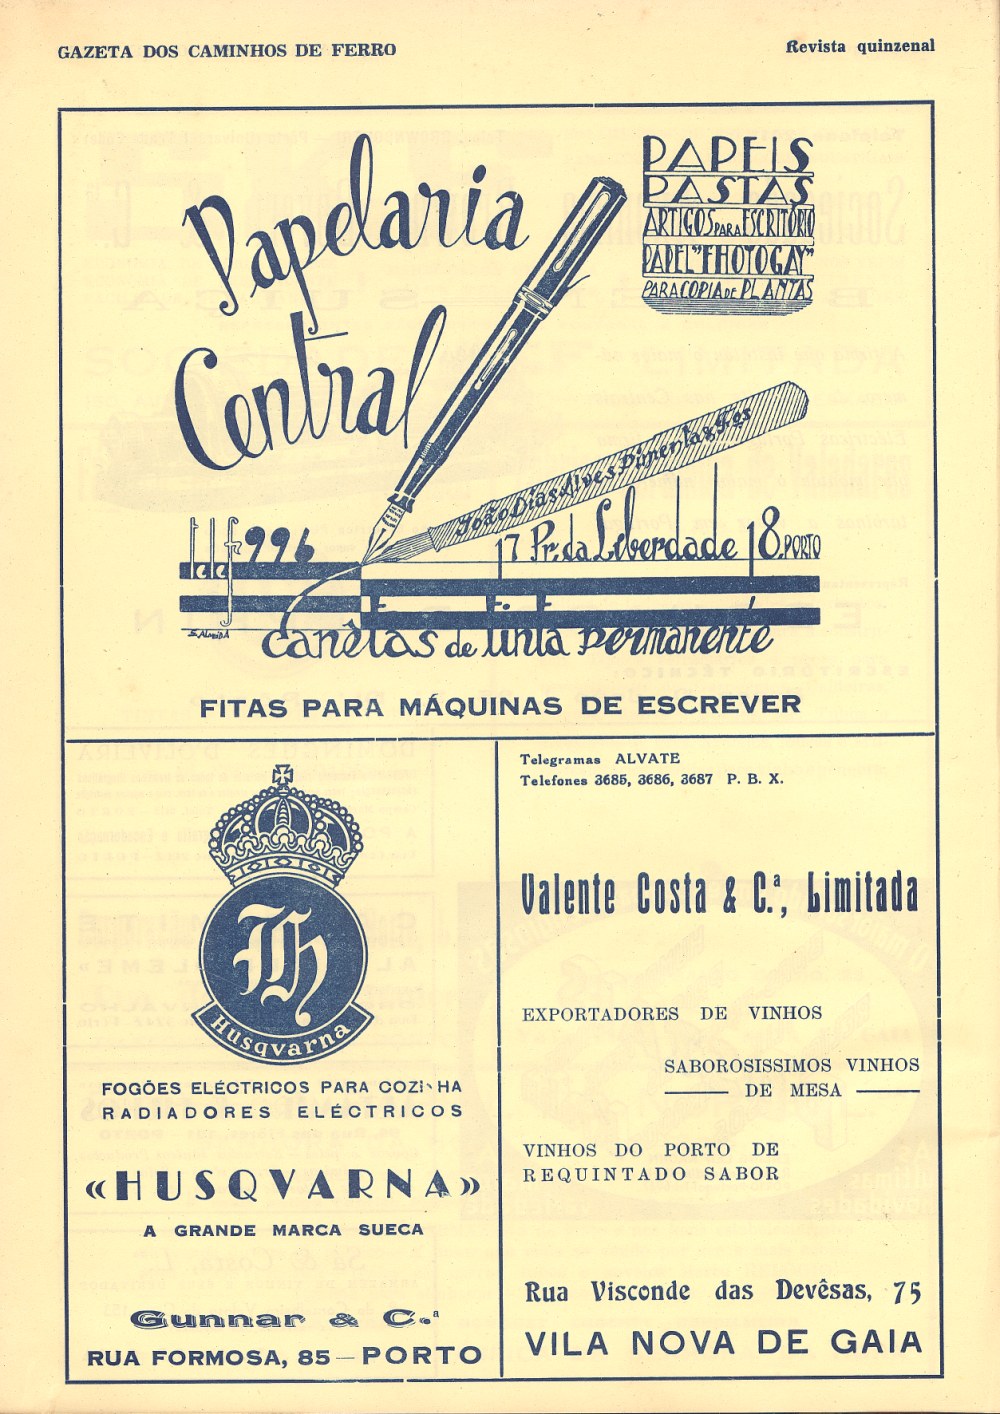 GAZETA DOS CAMINHOS DE FERRO
Revista quinzenal
Papelaria
Central
PAPEIS
PASTAS
ARTIGOS PARA ESCRITÓRIO
PAPEL "FHOTOGAY"
PARA COPIA DE PLANTAS
João Dias Alves Pimenta & Fºs
tlf 996
17 Pr. da Liberdade 18. PORTO
S. ALMEIDA
canêtas de tinta permanente
FITAS PARA MÁQUINAS DE ESCREVER
Husqvarna
FOGÕES ELÉCTRICOS PARA COZINHA
RADIADORES ELÉCTRICOS
«HUSQVARNA»
A GRANDE MARCA SUECA
Gunnar & C.ª
RUA FORMOSA, 85 — PORTO
Telegramas ALVATE
Telefones 3685, 3686, 3687 P. B. X.
Valente Costa & C.ª, Limitada
EXPORTADORES DE VINHOS
SABOROSISSIMOS VINHOS
DE MESA
VINHOS DO PORTO DE
REQUINTADO SABOR
Rua Visconde das Devêsas, 75
VILA NOVA DE GAIA